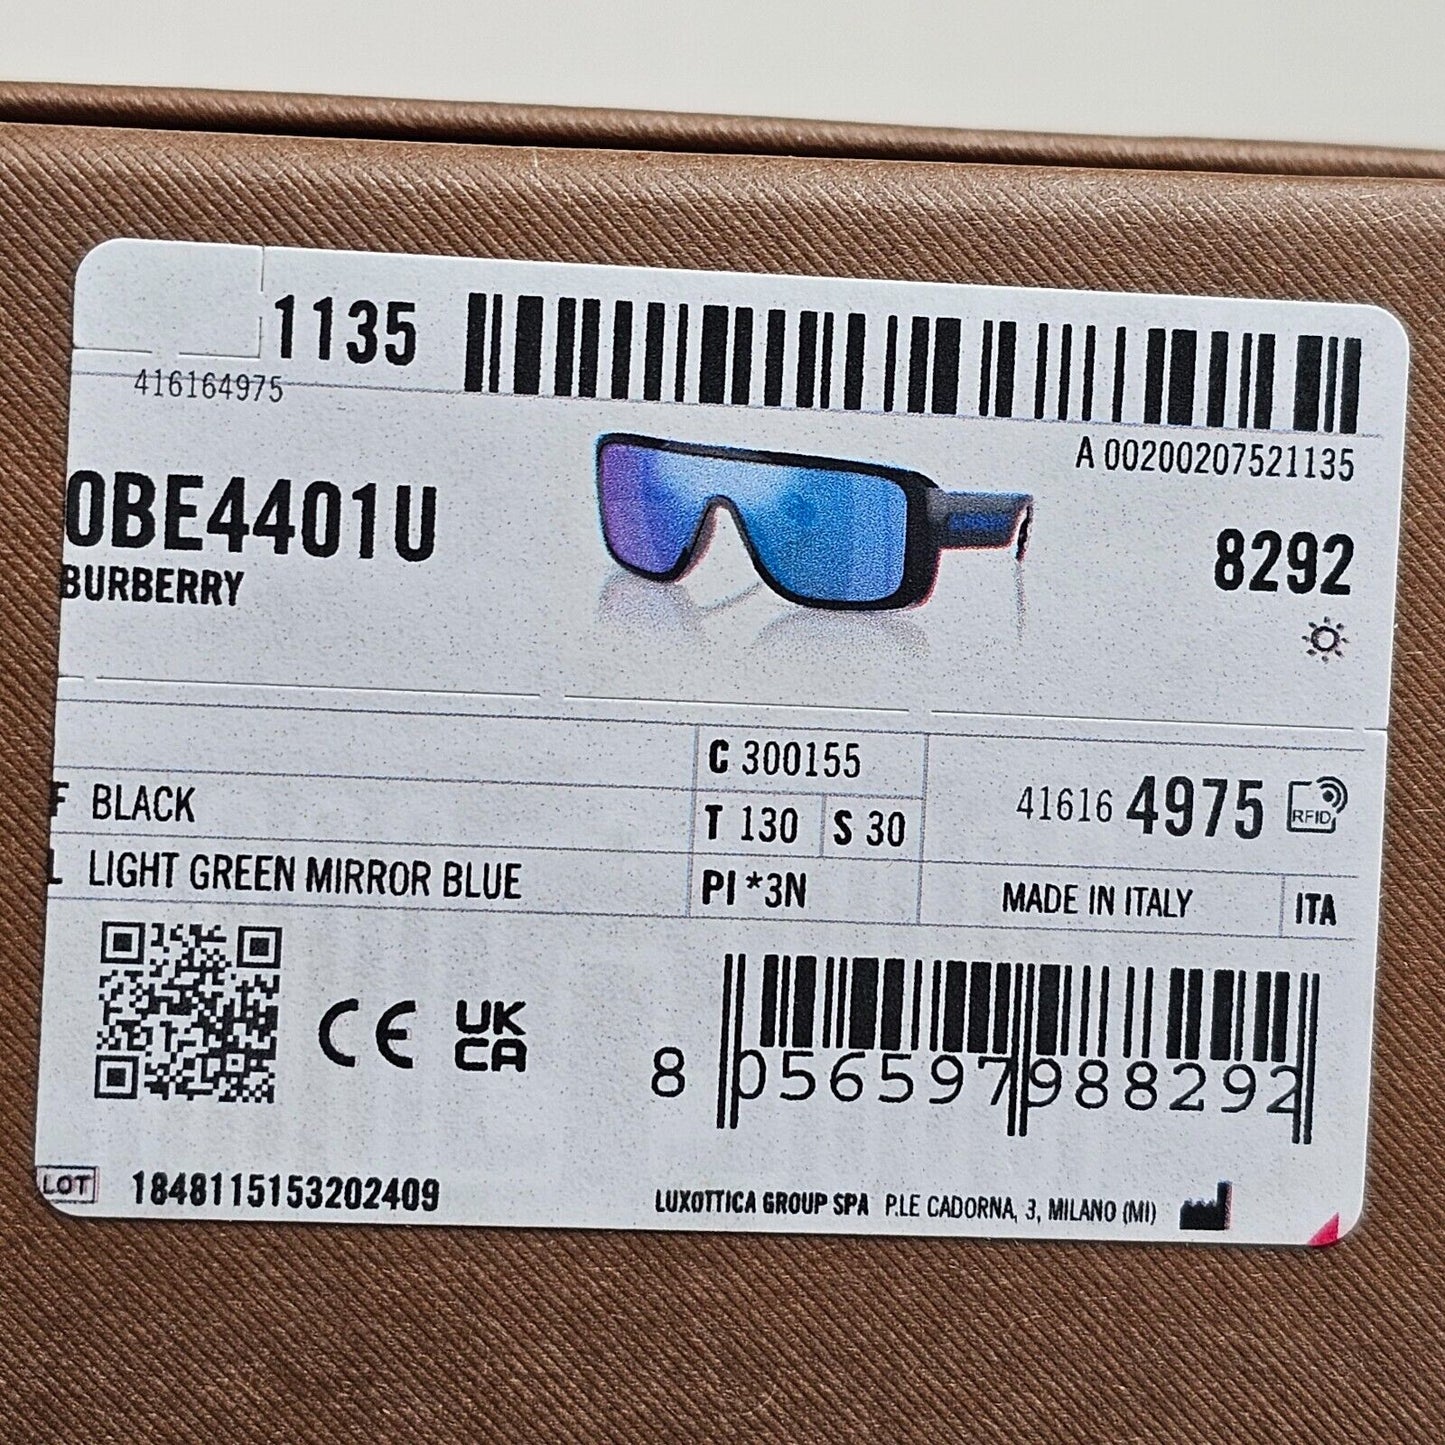 1135
416164975
A 00200207521135
0BE4401U
BURBERRY
8292
C 300155
F BLACK
T 130 S 30
41616 4975 RFID
L LIGHT GREEN MIRROR BLUE
PI *3N
MADE IN ITALY ITA
CE UK CA
8 056597 988292
LOT 1848115153202409
LUXOTTICA GROUP SPA P.LE CADORNA, 3, MILANO (MI)